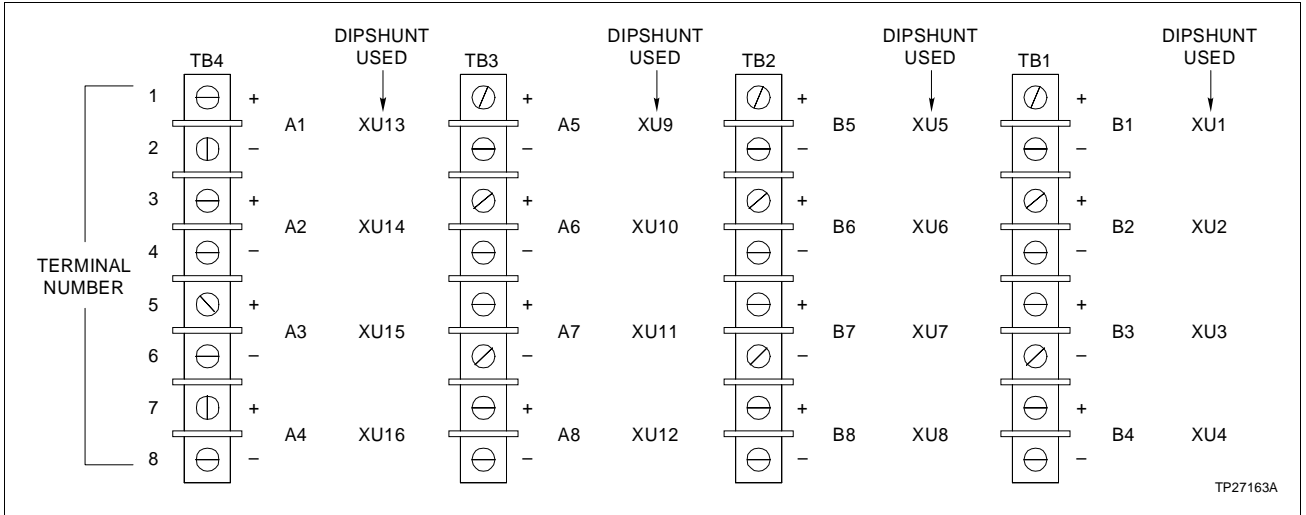 DIPSHUNT DIPSHUNT DIPSHUNT DIPSHUNT
USED USED USED USED
TB4 TB3 TB2 TB1
1 + + + +
A1 XU13 A5 XU9 B5 XU5 B1 XU1
2 – – – –
3 + + + +
A2 XU14 A6 XU10 B6 XU6 B2 XU2
4 – – – –
TERMINAL
NUMBER
5 + + + +
A3 XU15 A7 XU11 B7 XU7 B3 XU3
6 – – – –
7 + + + +
A4 XU16 A8 XU12 B8 XU8 B4 XU4
8 – – – –
TP27163A